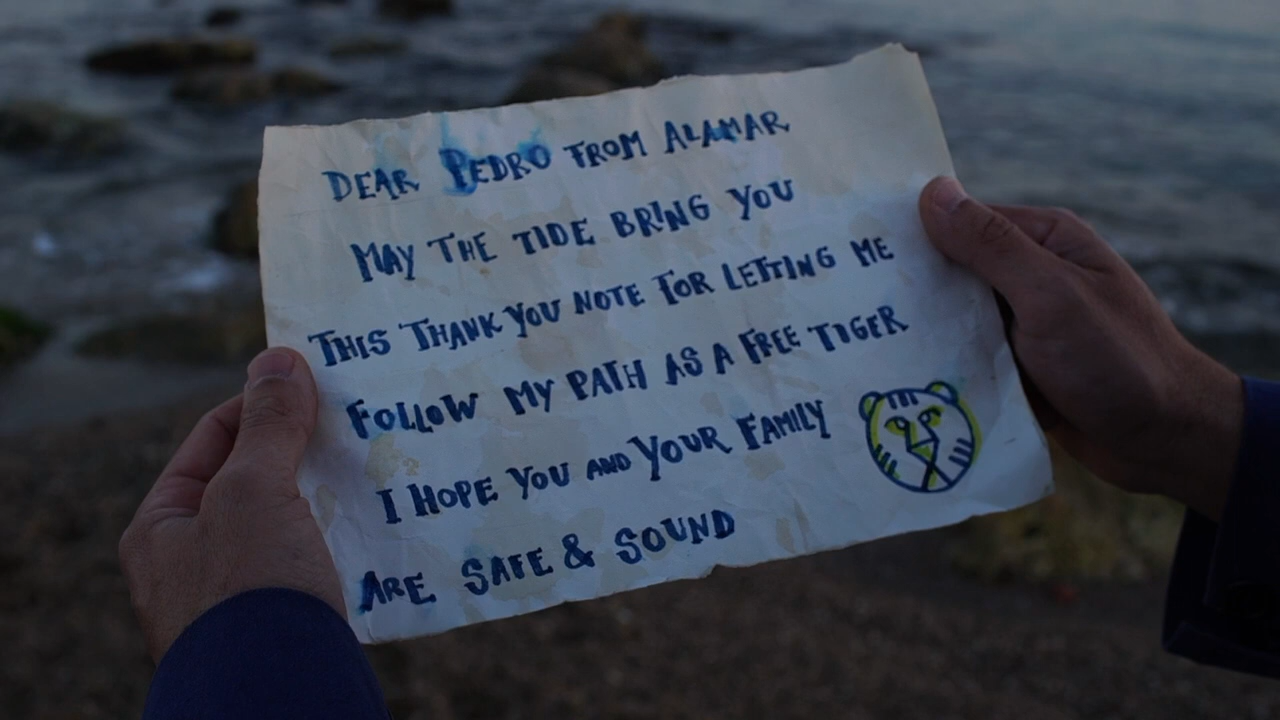 DEAR PEDRO FROM ALAMAR
MAY THE TIDE BRING YOU
THIS THANK YOU NOTE FOR LETTING ME
FOLLOW MY PATH AS A FREE TIGER
I HOPE YOU AND YOUR FAMILY
ARE SAFE & SOUND